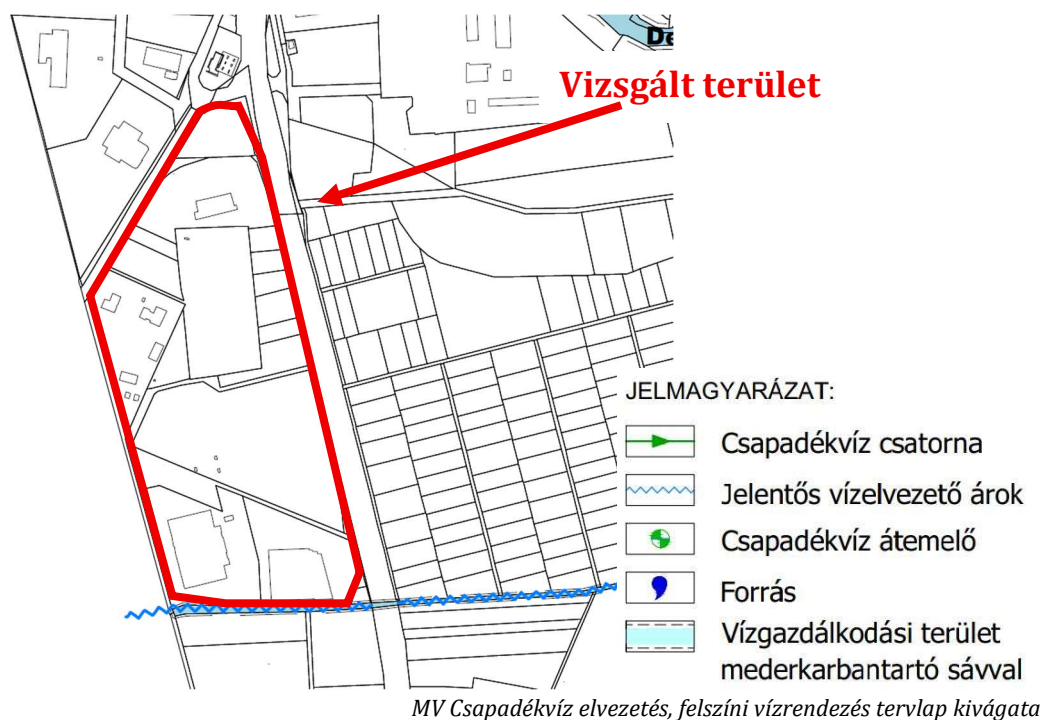 De
Vizsgált terület
JELMAGYARÁZAT:
Csapadékvíz csatorna
Jelentős vízelvezető árok
Csapadékvíz átemelő
Forrás
Vízgazdálkodási terület
mederkarbantartó sávval
MV Csapadékvíz elvezetés, felszíni vízrendezés tervlap kivágata